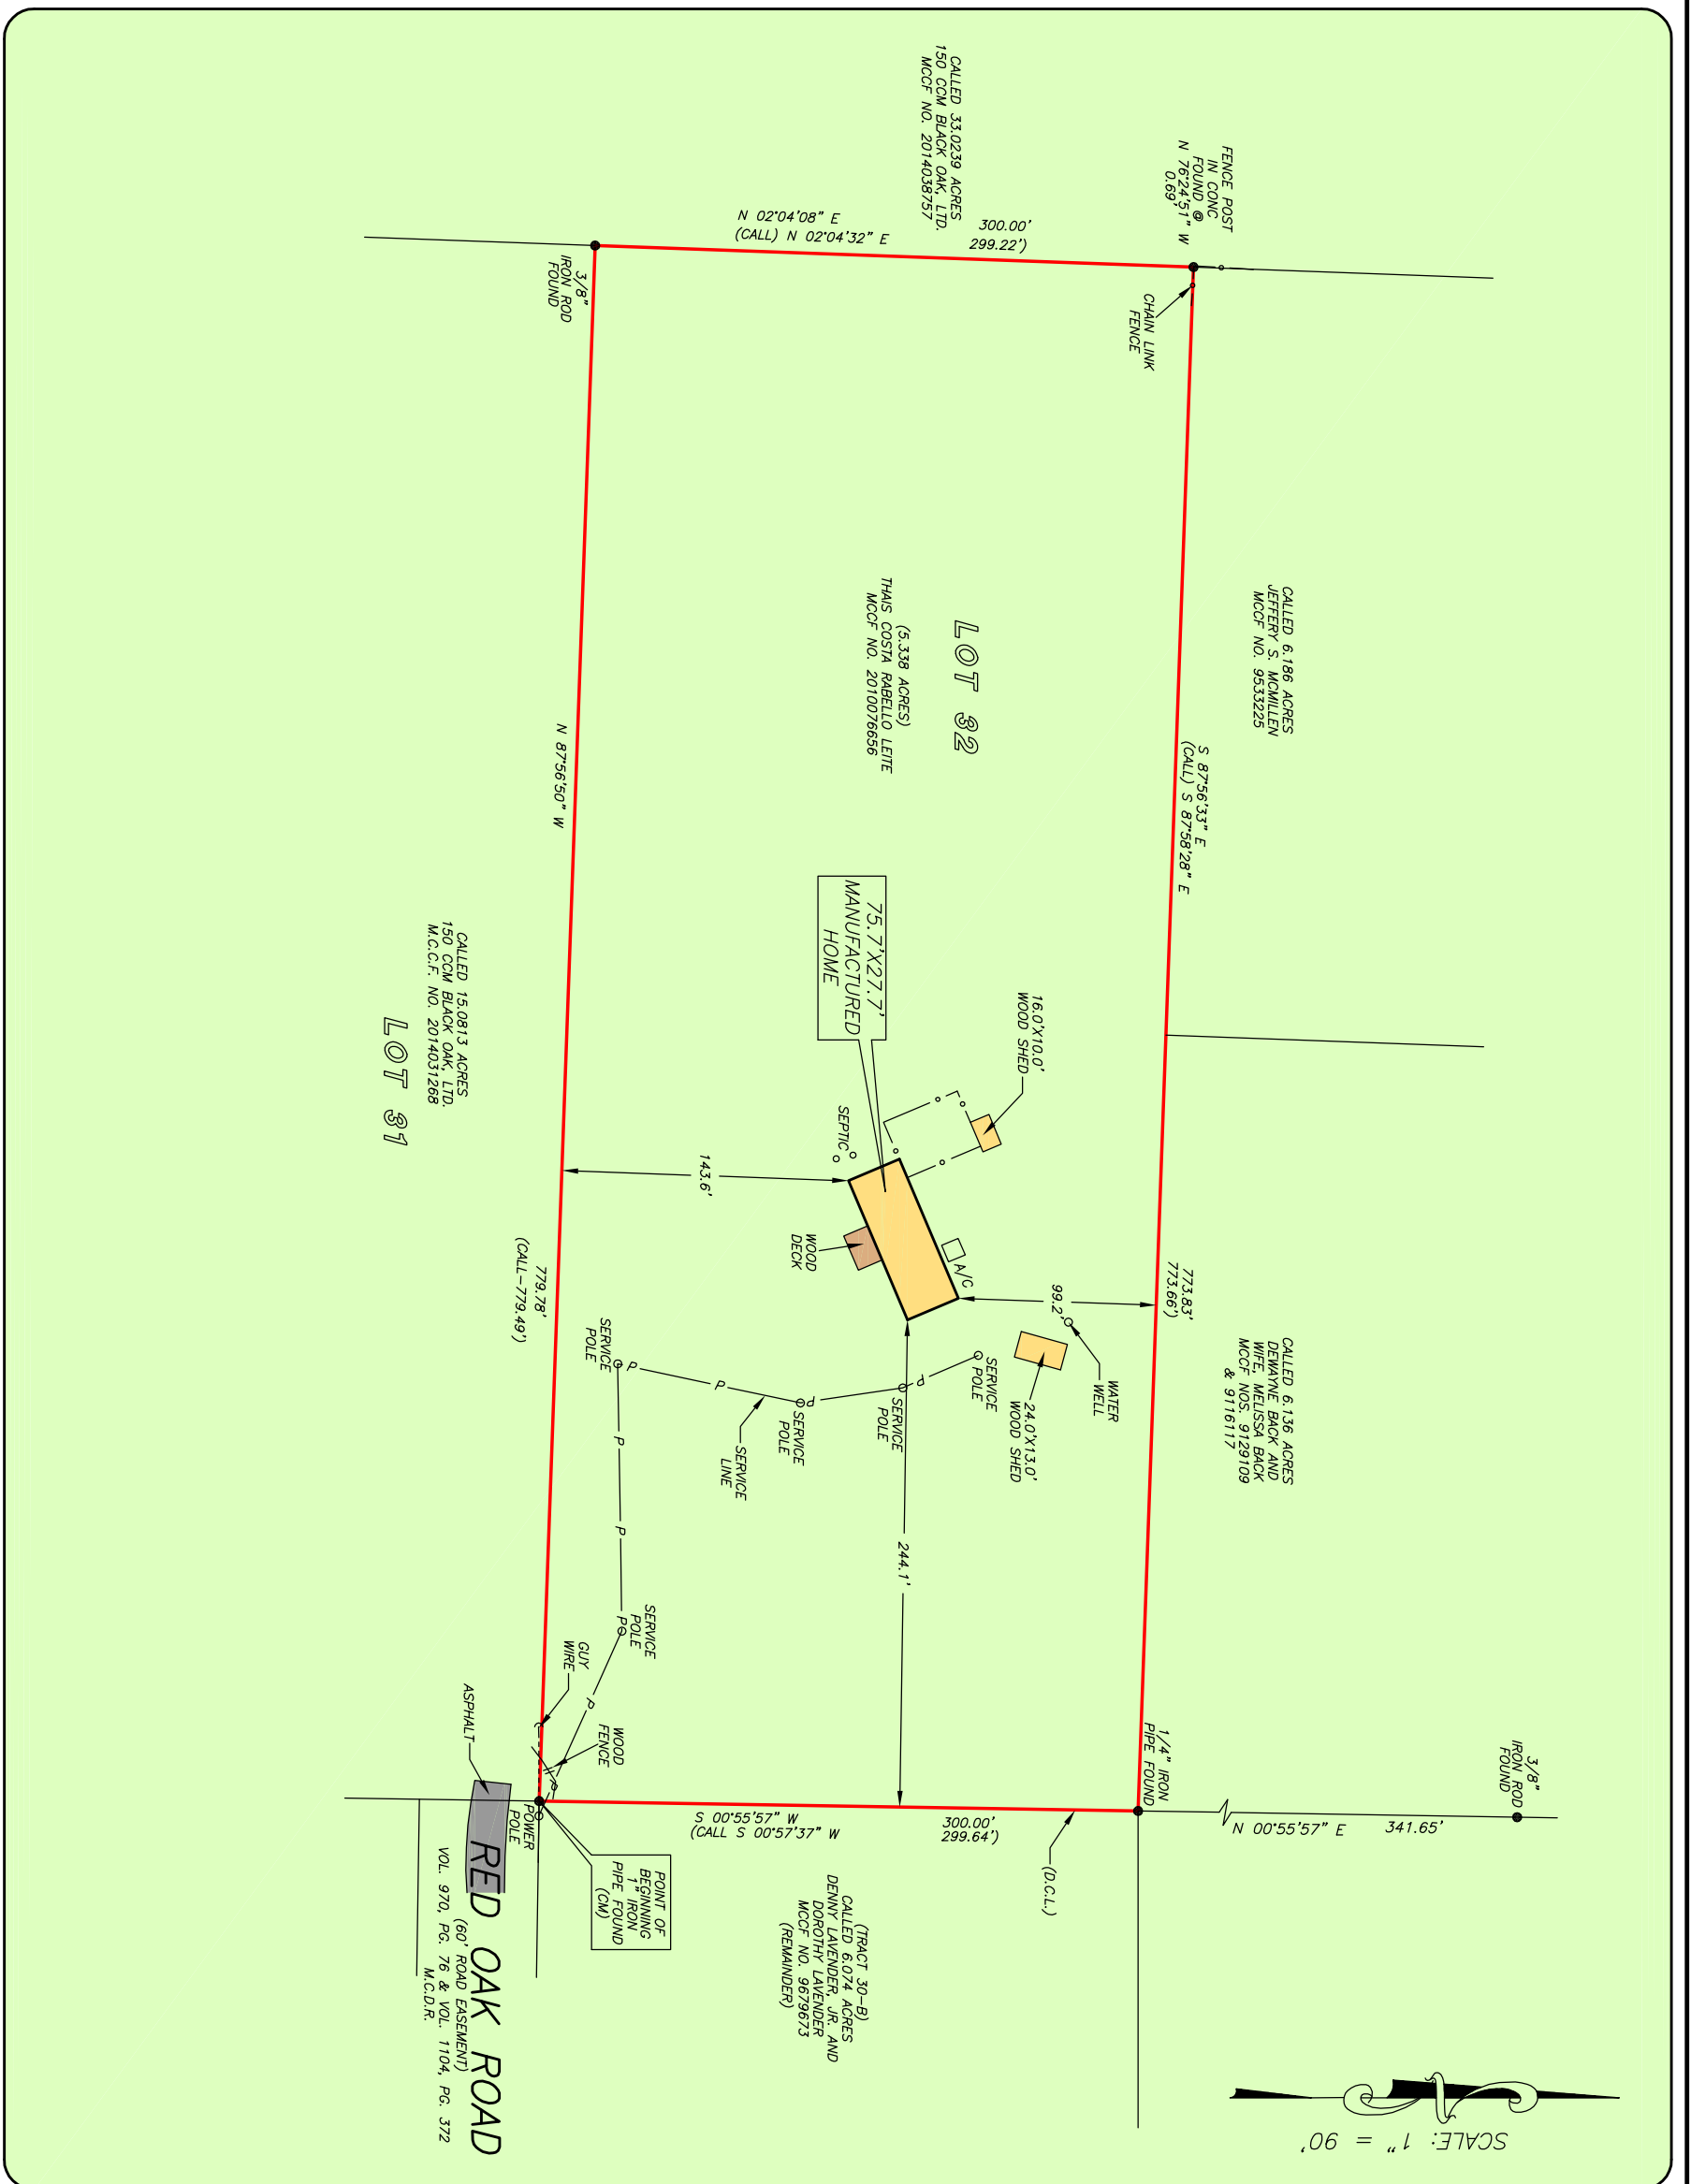 CALLED 33.0239 ACRES
150 CCM BLACK OAK, LTD.
MCCF NO. 2014038757
FENCE POST
IN CONC
FOUND @
N 76°24'51" W
0.69'
N 02°04'08" E
(CALL) N 02°04'32" E
300.00'
299.22')
3/8"
IRON ROD
FOUND
CHAIN LINK
FENCE
CALLED 6.186 ACRES
JEFFERY S. MCMILLEN
MCCF NO. 9533225
S 87°56'33" E
(CALL) S 87°58'28" E
773.83'
773.66')
LOT 32
(5.338 ACRES)
THAIS COSTA RABELLO LEITE
MCCF NO. 2010076656
N 87°56'50" W
779.78'
(CALL-779.49')
CALLED 15.0813 ACRES
150 CCM BLACK OAK, LTD.
M.C.C.F. NO. 2014031268
LOT 31
75.7'X27.7'
MANUFACTURED
HOME
16.0'X10.0'
WOOD SHED
SEPTIC
143.6'
WOOD
DECK
A/C
99.2'
WATER
WELL
24.0'X13.0'
WOOD SHED
CALLED 6.136 ACRES
DEWAYNE BACK AND
WIFE, MELISSA BACK
MCCF NOS. 9129109
& 9116117
SERVICE
POLE
SERVICE
POLE
SERVICE
POLE
SERVICE
POLE
SERVICE
LINE
P
P
P
P
P
P
P
P
P
244.1'
SERVICE
POLE
GUY
WIRE
WOOD
FENCE
ASPHALT
POWER
POLE
1/4" IRON
PIPE FOUND
3/8"
IRON ROD
FOUND
N 00°55'57" E
341.65'
S 00°55'57" W
(CALL S 00°57'37" W
300.00'
299.64')
(D.C.L.)
POINT OF
BEGINNING
1" IRON
PIPE FOUND
(CM)
(TRACT 30-B)
CALLED 6.074 ACRES
DENNY LAVENDER, JR. AND
DOROTHY LAVENDER
MCCF NO. 9679673
(REMAINDER)
RED OAK ROAD
(60' ROAD EASEMENT)
VOL. 970, PG. 76 & VOL. 1104, PG. 372
M.C.D.R.
N
SCALE: 1" = 90'